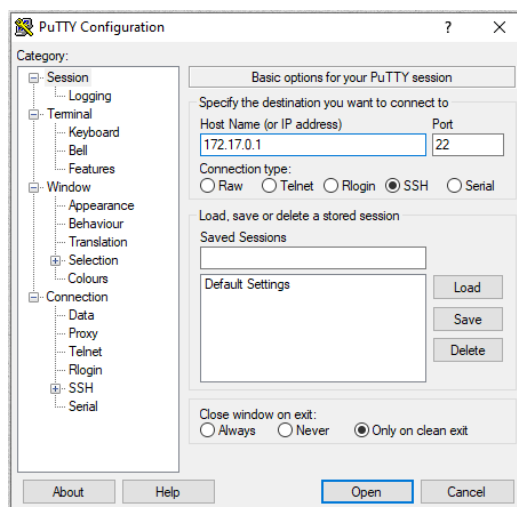 PuTTY Configuration
? ×
Category:
Session
Logging
Terminal
Keyboard
Bell
Features
Window
Appearance
Behaviour
Translation
Selection
Colours
Connection
Data
Proxy
Telnet
Rlogin
SSH
Serial
Basic options for your PuTTY session
Specify the destination you want to connect to
Host Name (or IP address) Port
172.17.0.1 22
Connection type:
Raw Telnet Rlogin SSH Serial
Load, save or delete a stored session
Saved Sessions
Default Settings
Load
Save
Delete
Close window on exit:
Always Never Only on clean exit
About Help Open Cancel